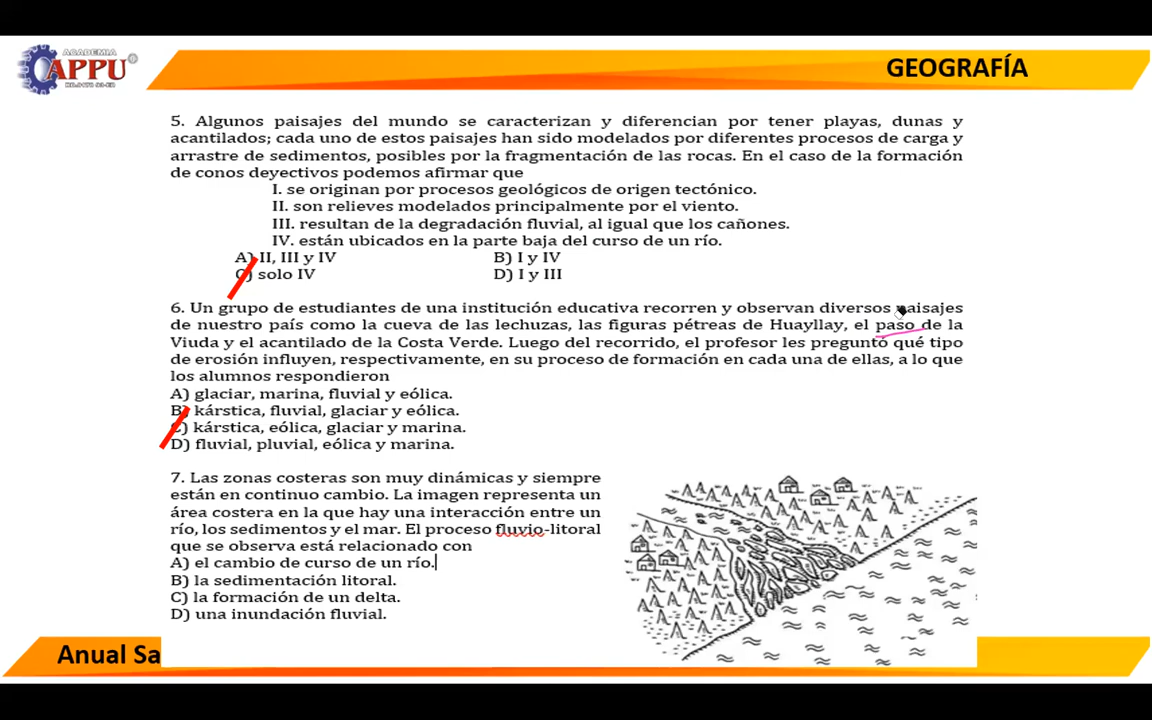 ACADEMIA
APPU
GEOGRAFÍA
5. Algunos paisajes del mundo se caracterizan y diferencian por tener playas, dunas y
acantilados; cada uno de estos paisajes han sido modelados por diferentes procesos de carga y
arrastre de sedimentos, posibles por la fragmentación de las rocas. En el caso de la formación
de conos deyectivos podemos afirmar que
I. se originan por procesos geológicos de origen tectónico.
II. son relieves modelados principalmente por el viento.
III. resultan de la degradación fluvial, al igual que los cañones.
IV. están ubicados en la parte baja del curso de un río.
A) II, III y IV B) I y IV
C) solo IV D) I y III
6. Un grupo de estudiantes de una institución educativa recorren y observan diversos paisajes
de nuestro país como la cueva de las lechuzas, las figuras pétreas de Huayllay, el paso de la
Viuda y el acantilado de la Costa Verde. Luego del recorrido, el profesor les preguntó qué tipo
de erosión influyen, respectivamente, en su proceso de formación en cada una de ellas, a lo que
los alumnos respondieron
A) glaciar, marina, fluvial y eólica.
B) kárstica, fluvial, glaciar y eólica.
C) kárstica, eólica, glaciar y marina.
D) fluvial, pluvial, eólica y marina.
7. Las zonas costeras son muy dinámicas y siempre
están en continuo cambio. La imagen representa un
área costera en la que hay una interacción entre un
río, los sedimentos y el mar. El proceso fluvio-litoral
que se observa está relacionado con
A) el cambio de curso de un río.
B) la sedimentación litoral.
C) la formación de un delta.
D) una inundación fluvial.
Anual Sa